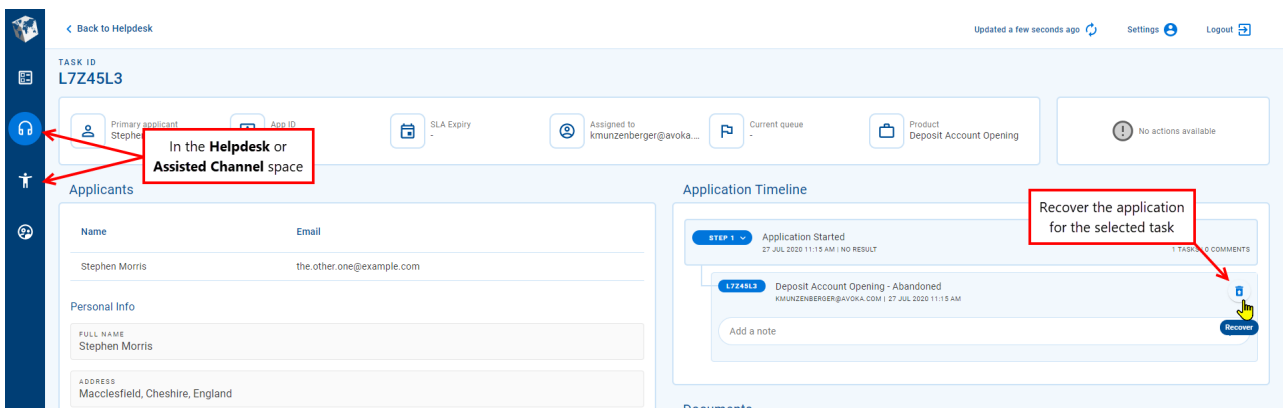 Back to Helpdesk
Updated a few seconds ago
Settings
Logout
TASK ID
L7Z45L3
Primary applicant
App ID
SLA Expiry
-
Assigned to
kmunzenberger@avoka....
Current queue
-
Product
Deposit Account Opening
No actions available
In the Helpdesk or
Assisted Channel space
Applicants
Name
Email
Stephen Morris
the.other.one@example.com
Personal Info
FULL NAME
Stephen Morris
ADDRESS
Macclesfield, Cheshire, England
Application Timeline
Recover the application
for the selected task
STEP 1
Application Started
27 JUL 2020 11:15 AM | NO RESULT
1 TASKS
0 COMMENTS
L7Z45L3
Deposit Account Opening - Abandoned
KMUNZENBERGER@AVOKA.COM | 27 JUL 2020 11:15 AM
Add a note
Recover